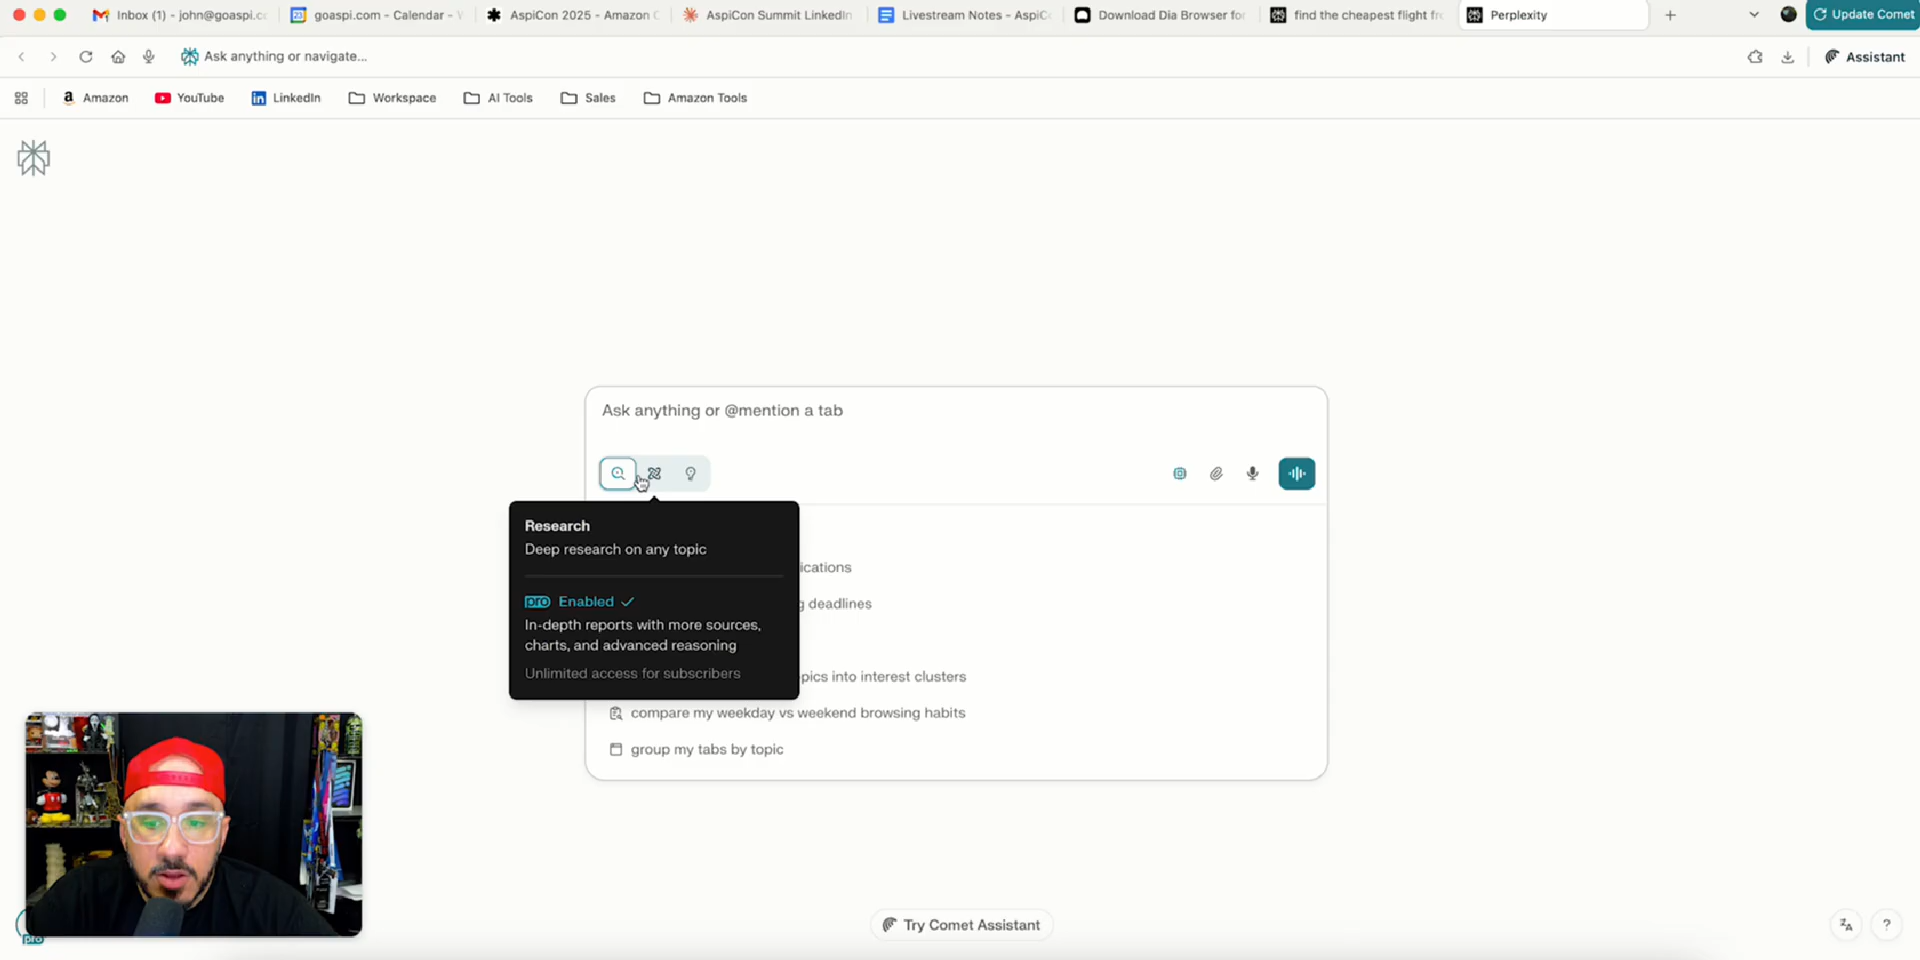 Inbox (1) - john@goaspi.c
goaspi.com - Calendar -
AspiCon 2025 - Amazon
AspiCon Summit LinkedIn
Livestream Notes - AspiC
Download Dia Browser for
find the cheapest flight fr
Perplexity
Update Comet
Ask anything or navigate...
Assistant
Amazon
YouTube
LinkedIn
Workspace
AI Tools
Sales
Amazon Tools
Ask anything or @mention a tab
Research
Deep research on any topic
ications
pro Enabled
g deadlines
In-depth reports with more sources,
charts, and advanced reasoning
Unlimited access for subscribers
pics into interest clusters
compare my weekday vs weekend browsing habits
group my tabs by topic
Try Comet Assistant
?
pro